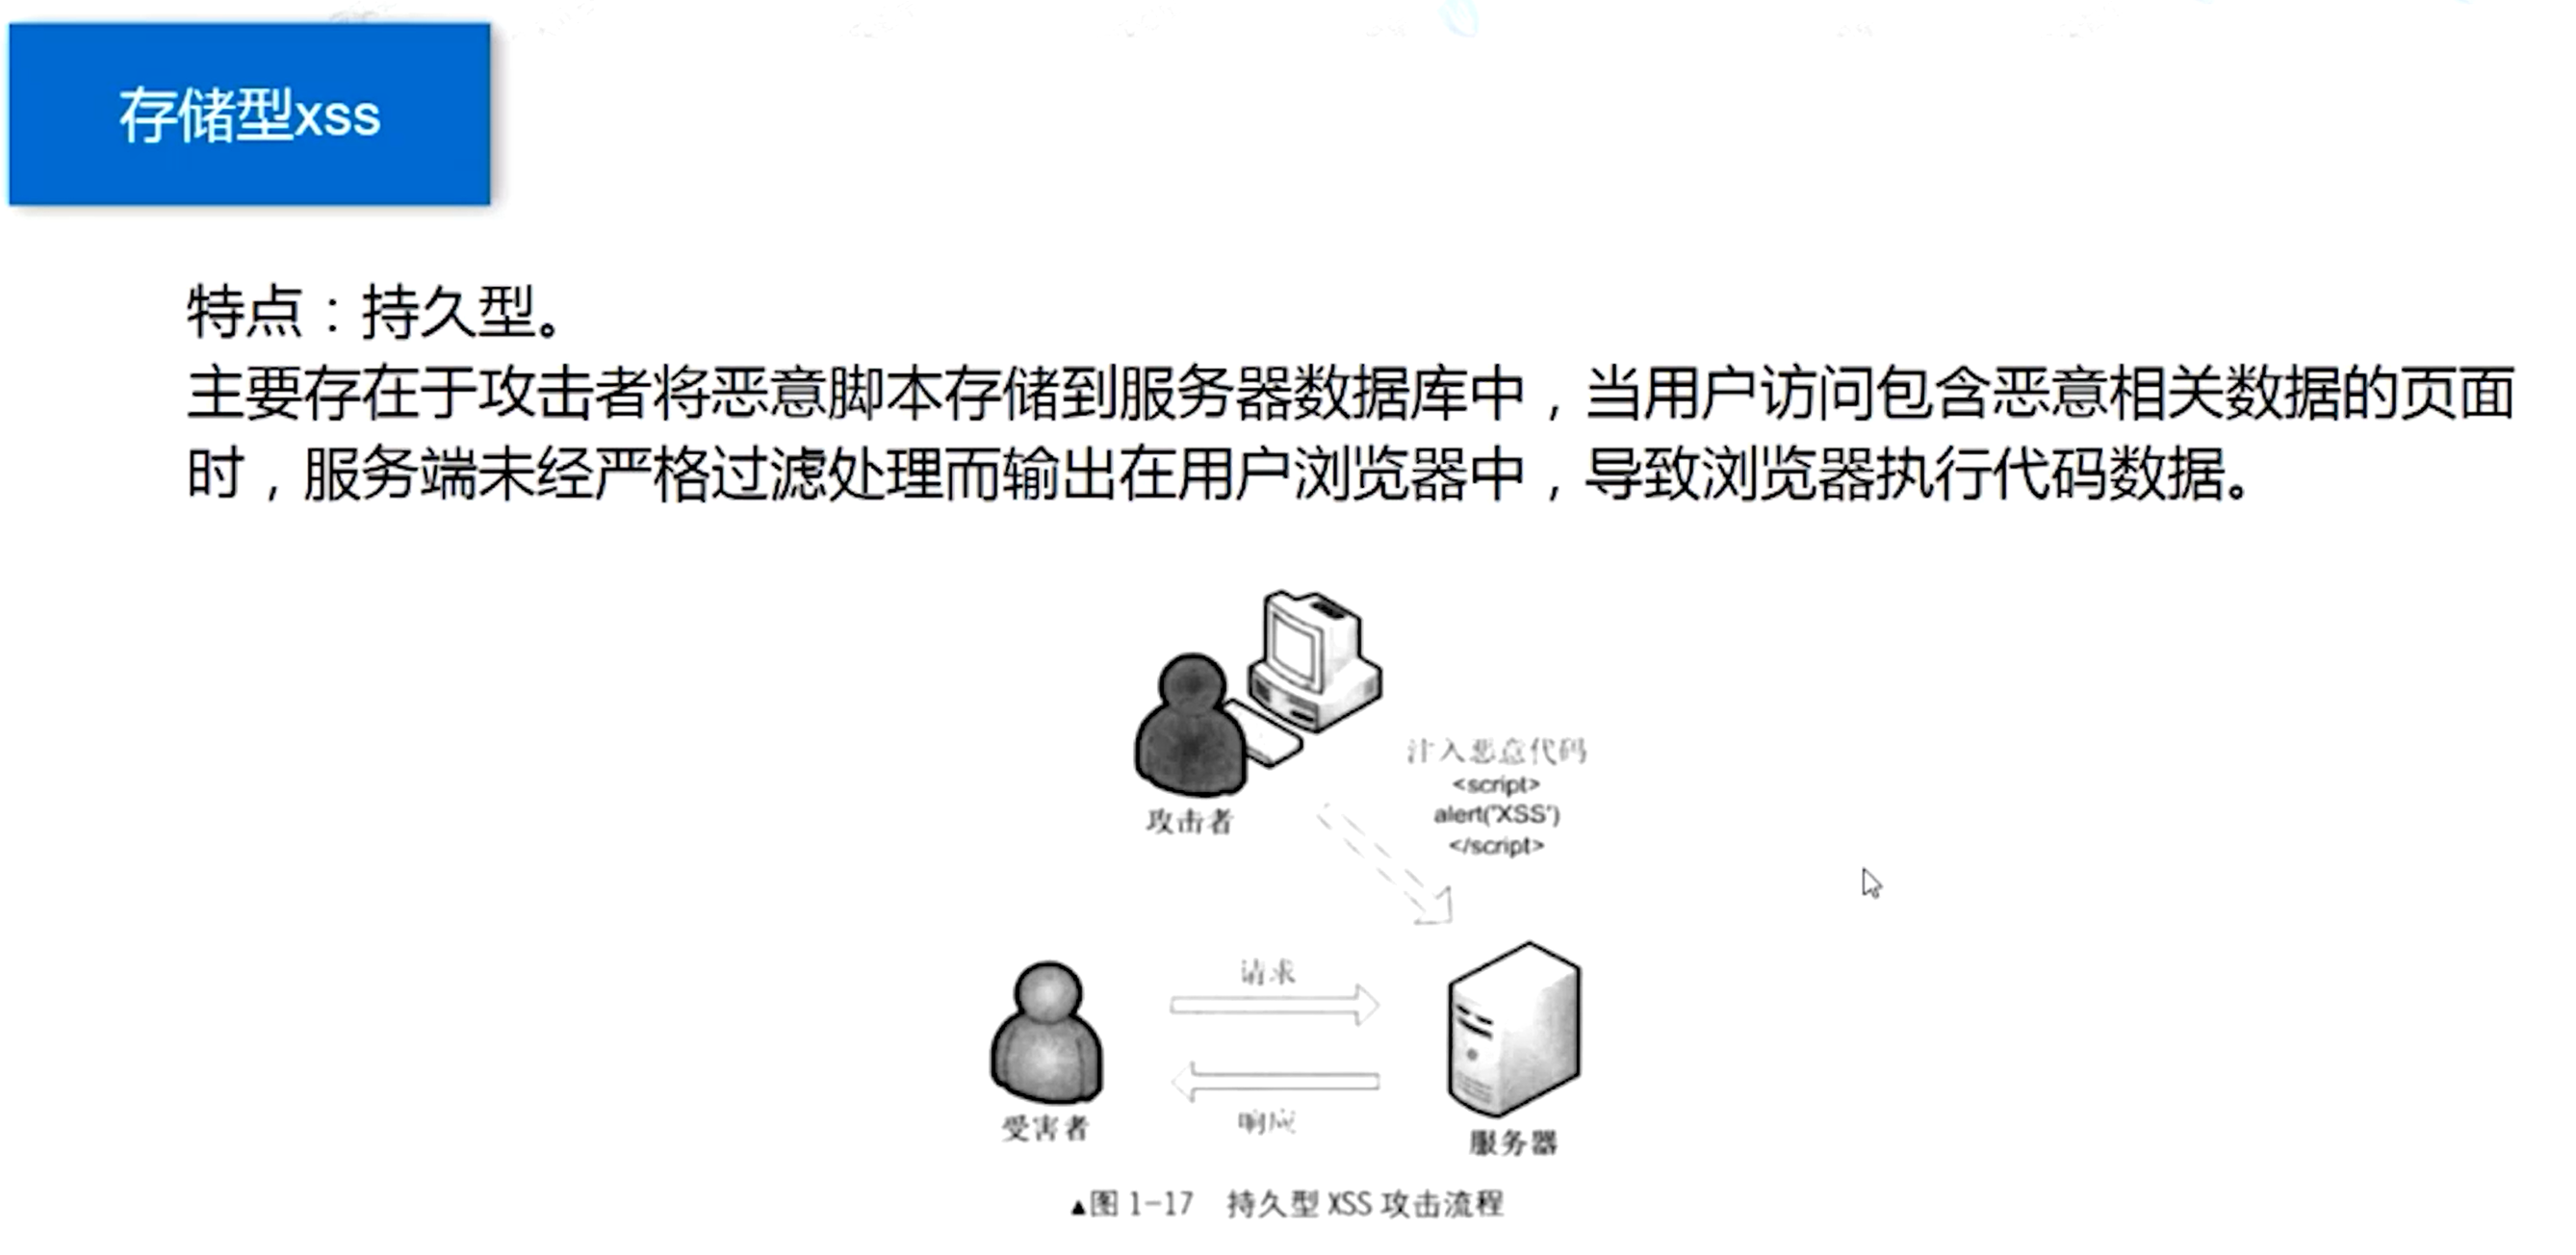 存储型xss
特点：持久型。
主要存在于攻击者将恶意脚本存储到服务器数据库中，当用户访问包含恶意相关数据的页面
时，服务端未经严格过滤处理而输出在用户浏览器中，导致浏览器执行代码数据。
注入恶意代码
<script>
alert('XSS')
</script>
攻击者
请求
响应
受害者
服务器
▲图 1-17 持久型 XSS 攻击流程